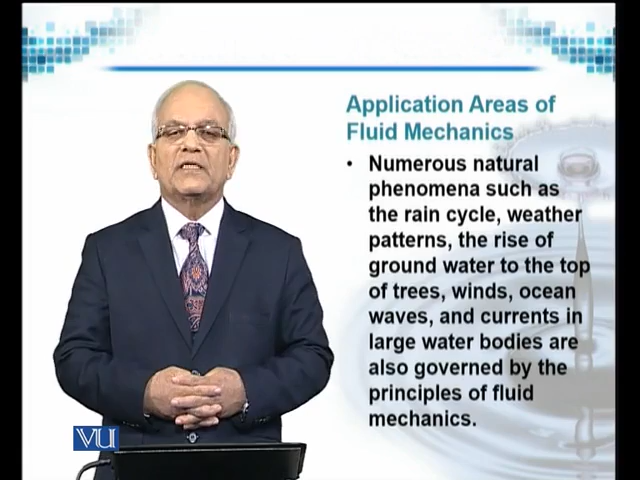 Application Areas of
Fluid Mechanics
• Numerous natural
phenomena such as
the rain cycle, weather
patterns, the rise of
ground water to the top
of trees, winds, ocean
waves, and currents in
large water bodies are
also governed by the
principles of fluid
mechanics.
VU